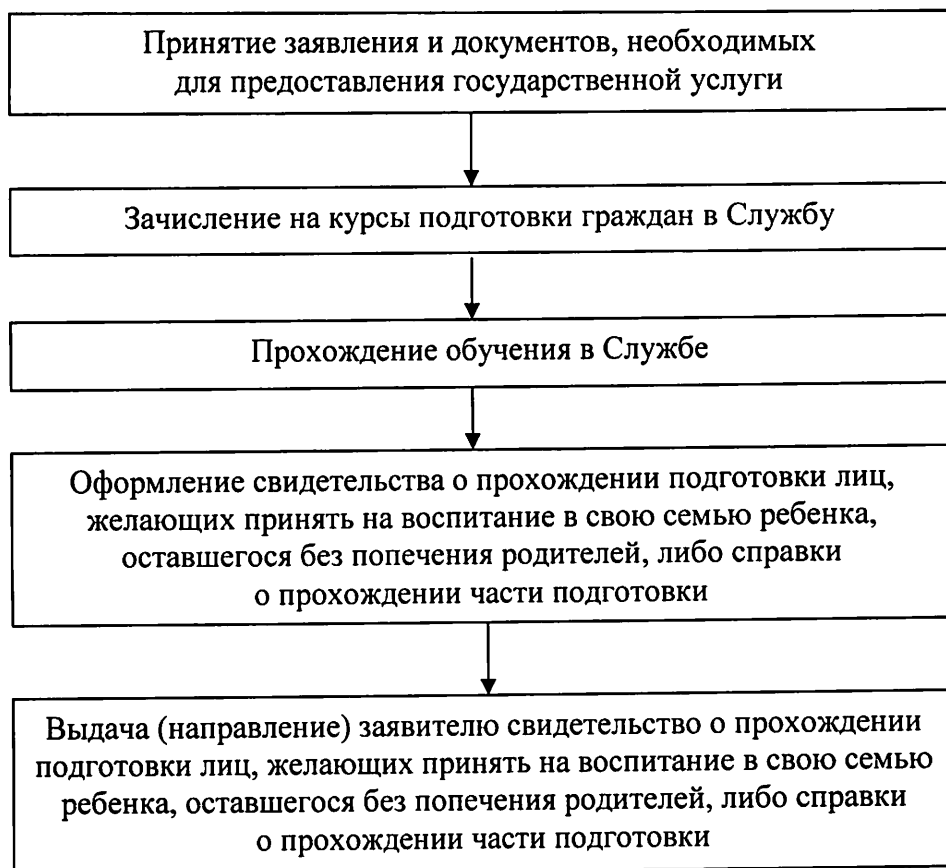 Принятие заявления и документов, необходимых
для предоставления государственной услуги
Зачисление на курсы подготовки граждан в Службу
Прохождение обучения в Службе
Оформление свидетельства о прохождении подготовки лиц,
желающих принять на воспитание в свою семью ребенка,
оставшегося без попечения родителей, либо справки
о прохождении части подготовки
Выдача (направление) заявителю свидетельство о прохождении
подготовки лиц, желающих принять на воспитание в свою семью
ребенка, оставшегося без попечения родителей, либо справки
о прохождении части подготовки